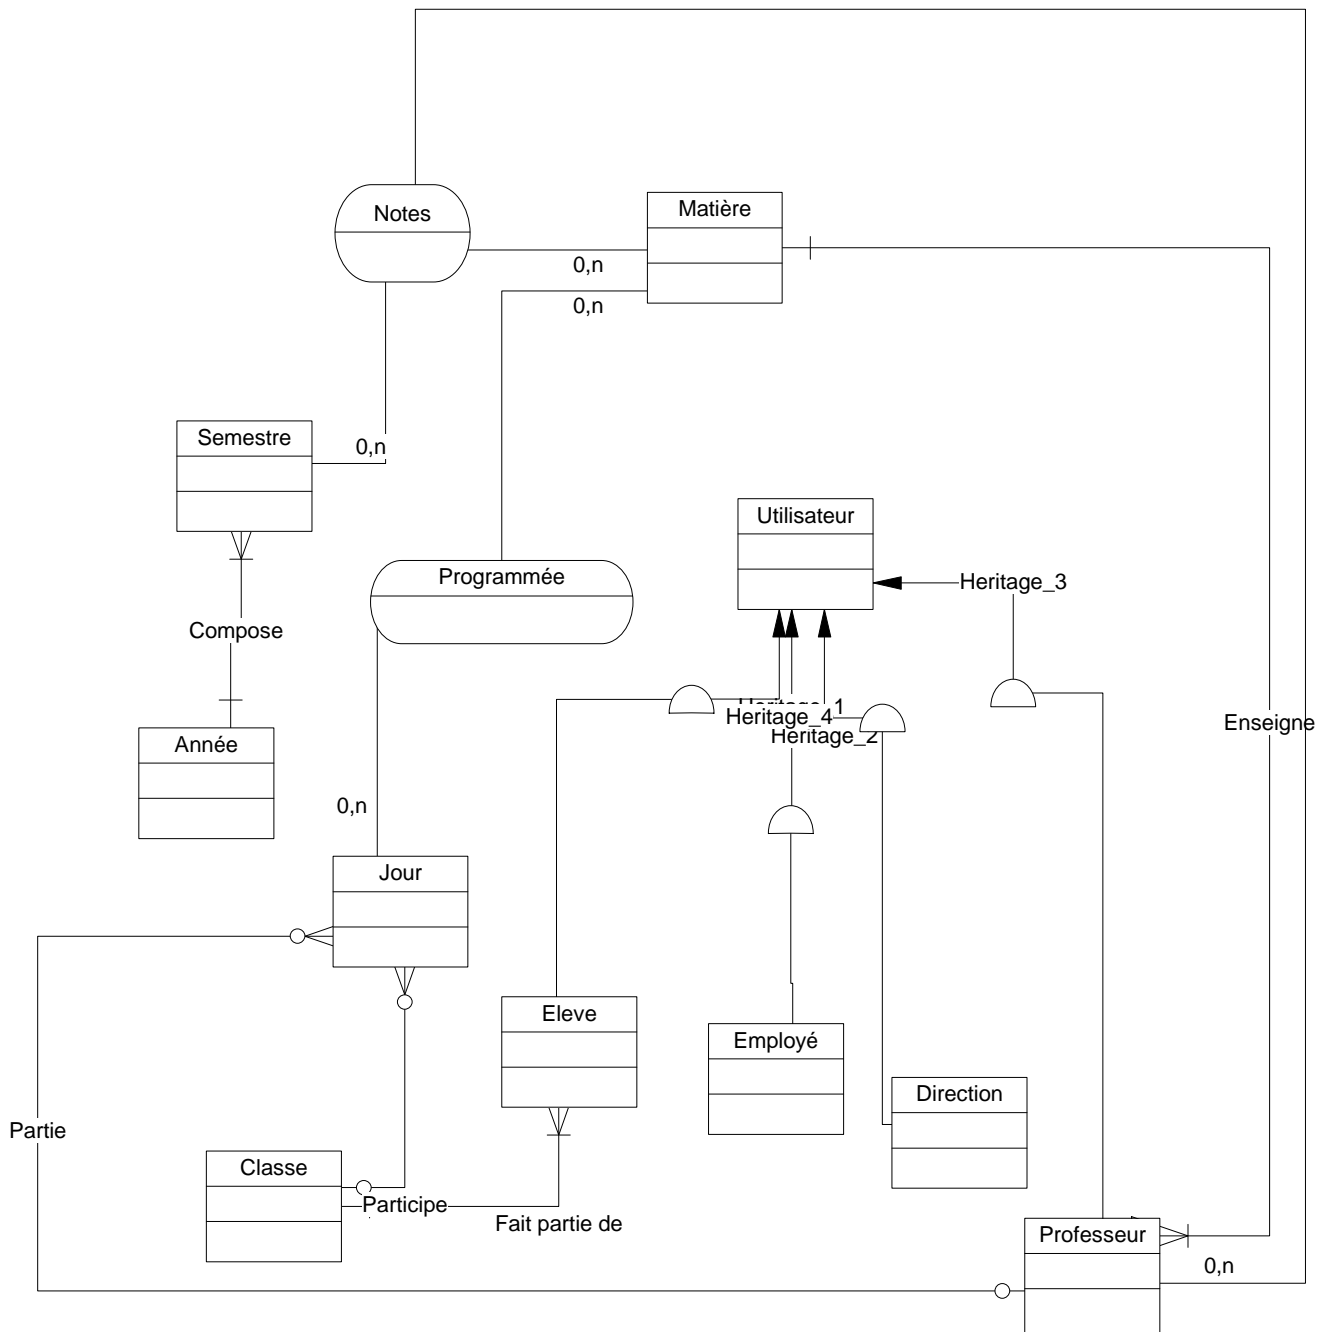 Notes
Matière
0,n
0,n
Semestre
0,n
Utilisateur
Programmée
Heritage_3
Compose
Heritage_1
Heritage_4
Heritage_2
Enseigne
Année
0,n
Jour
Eleve
Employé
Direction
Partie
Classe
Participe
Fait partie de
Professeur
0,n